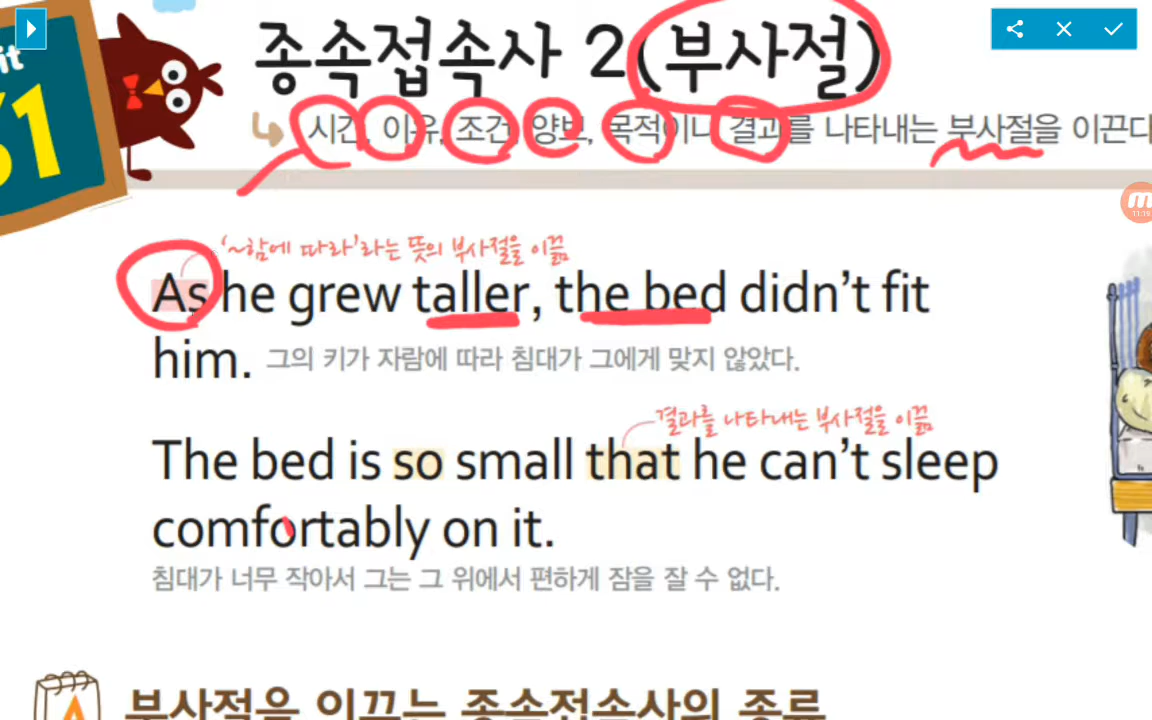 it
61
종속접속사 2(부사절)
시간, 이유, 조건, 양보, 목적이나 결과를 나타내는 부사절을 이끈다
11:19
'~함에 따라'라는 뜻의 부사절을 이끎
As he grew taller, the bed didn't fit
him. 그의 키가 자람에 따라 침대가 그에게 맞지 않았다.
결과를 나타내는 부사절을 이끎
The bed is so small that he can't sleep
comfortably on it.
침대가 너무 작아서 그는 그 위에서 편하게 잠을 잘 수 없다.
A 부사절을 이끄는 종속접속사의 종류